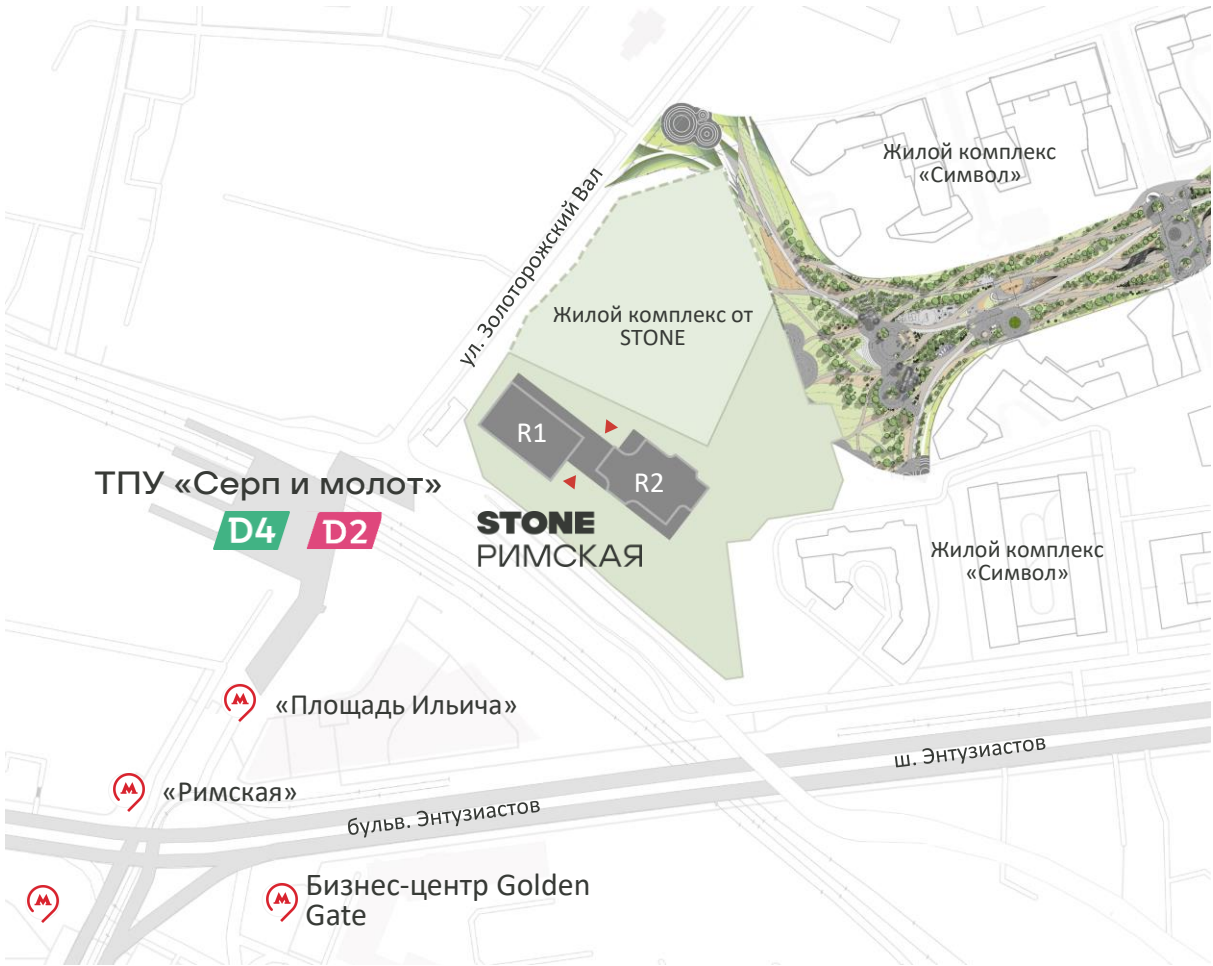 Жилой комплекс
«Символ»
ул. Золоторожский Вал
Жилой комплекс от
STONE
R1
R2
ТПУ «Серп и молот»
D4 D2
STONE
РИМСКАЯ
Жилой комплекс
«Символ»
М
«Площадь Ильича»
ш. Энтузиастов
М
«Римская»
бульв. Энтузиастов
М
М
Бизнес-центр Golden
Gate